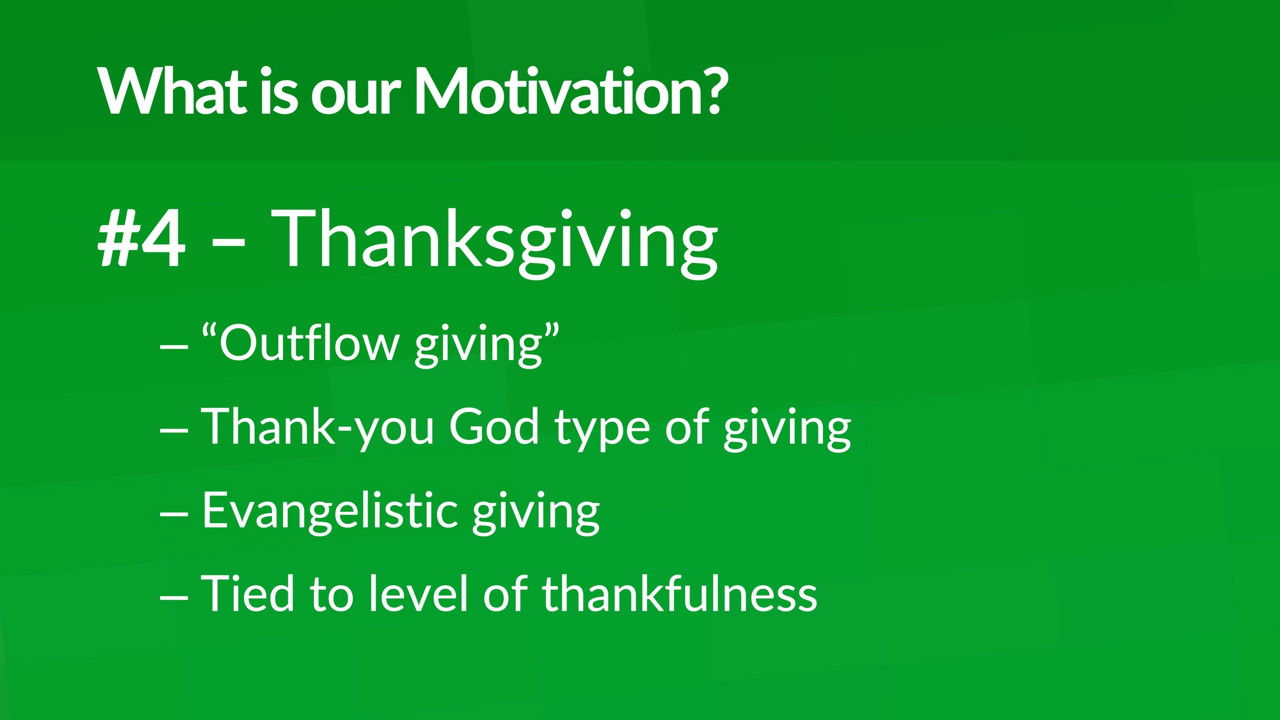 What is our Motivation?
#4 – Thanksgiving
– “Outflow giving”
– Thank-you God type of giving
– Evangelistic giving
– Tied to level of thankfulness